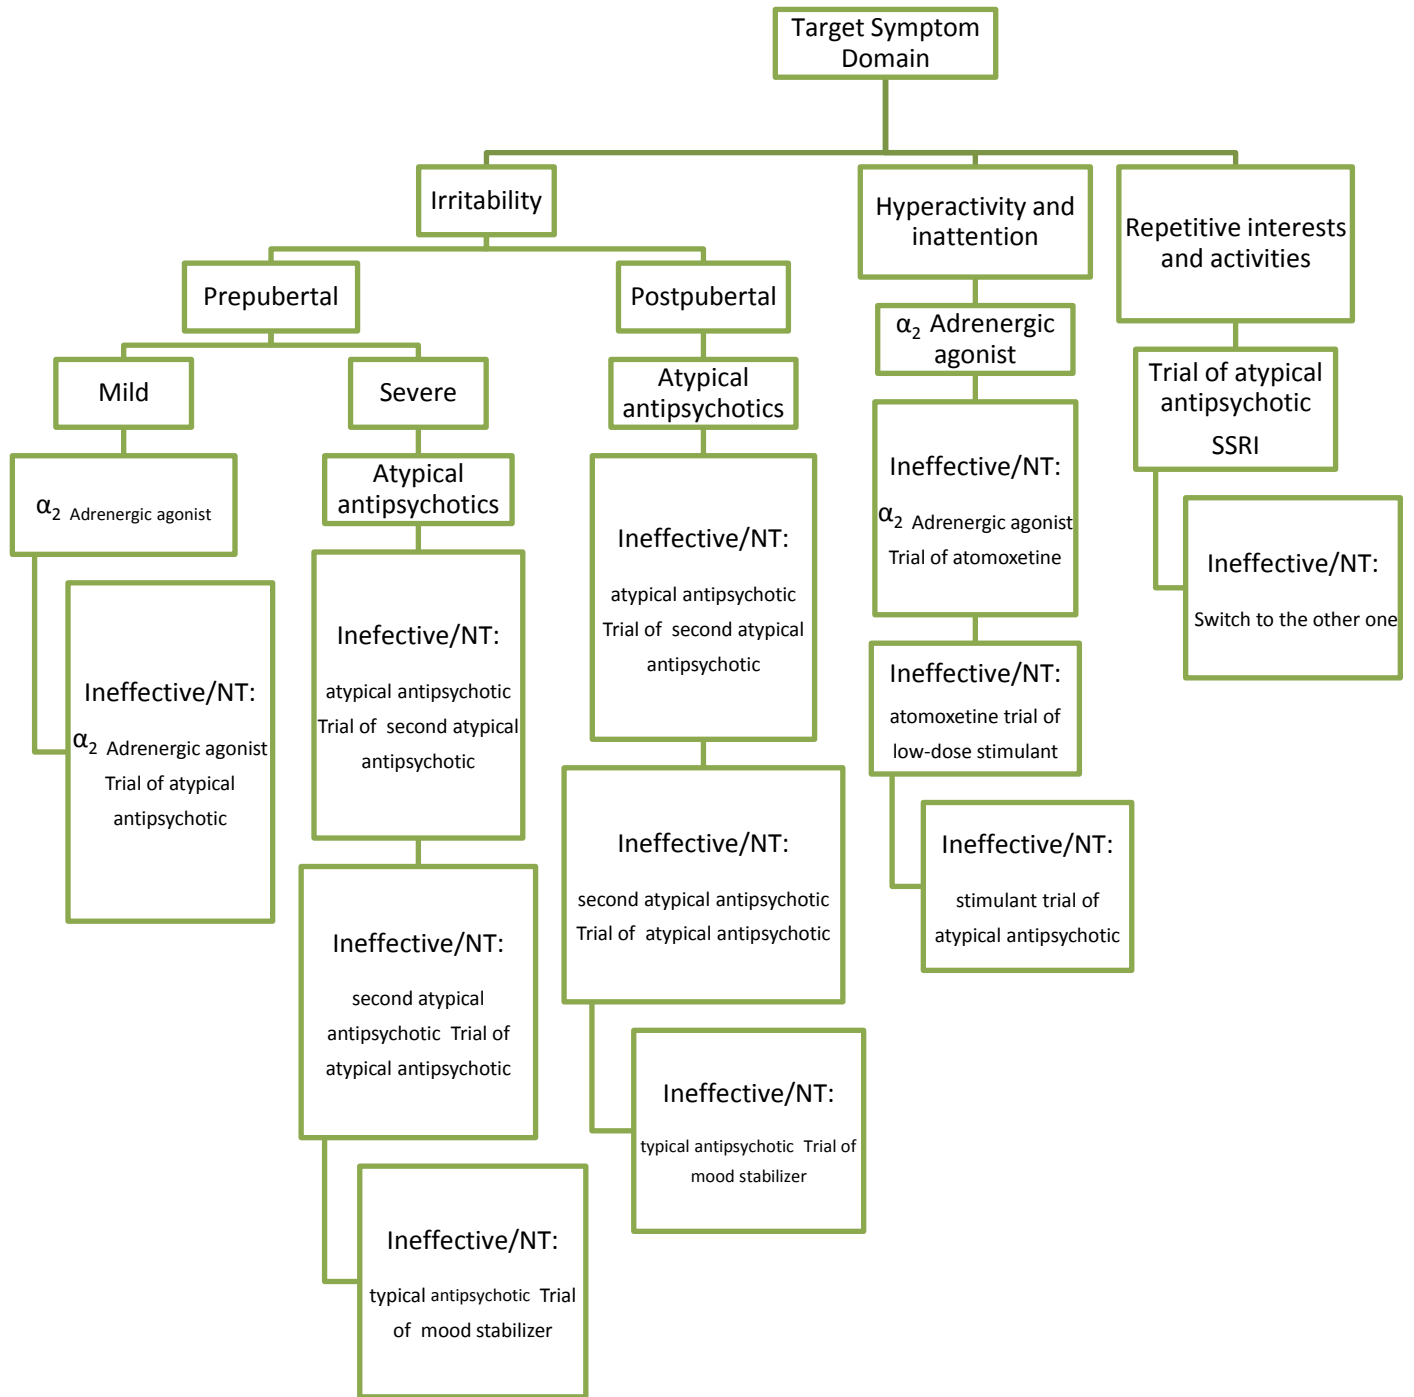 Target Symptom
Domain
Irritability
Prepubertal
Mild
α₂ Adrenergic agonist
Ineffective/NT:
α₂ Adrenergic agonist
Trial of atypical
antipsychotic
Severe
Atypical
antipsychotics
Inefective/NT:
atypical antipsychotic
Trial of second atypical
antipsychotic
Ineffective/NT:
second atypical
antipsychotic Trial of
atypical antipsychotic
Ineffective/NT:
typical antipsychotic Trial
of mood stabilizer
Postpubertal
Atypical
antipsychotics
Ineffective/NT:
atypical antipsychotic
Trial of second atypical
antipsychotic
Ineffective/NT:
second atypical antipsychotic
Trial of atypical antipsychotic
Ineffective/NT:
typical antipsychotic Trial of
mood stabilizer
Hyperactivity and
inattention
α₂ Adrenergic
agonist
Ineffective/NT:
α₂ Adrenergic agonist
Trial of atomoxetine
Ineffective/NT:
atomoxetine trial of
low-dose stimulant
Ineffective/NT:
stimulant trial of
atypical antipsychotic
Repetitive interests
and activities
Trial of atypical
antipsychotic
SSRI
Ineffective/NT:
Switch to the other one